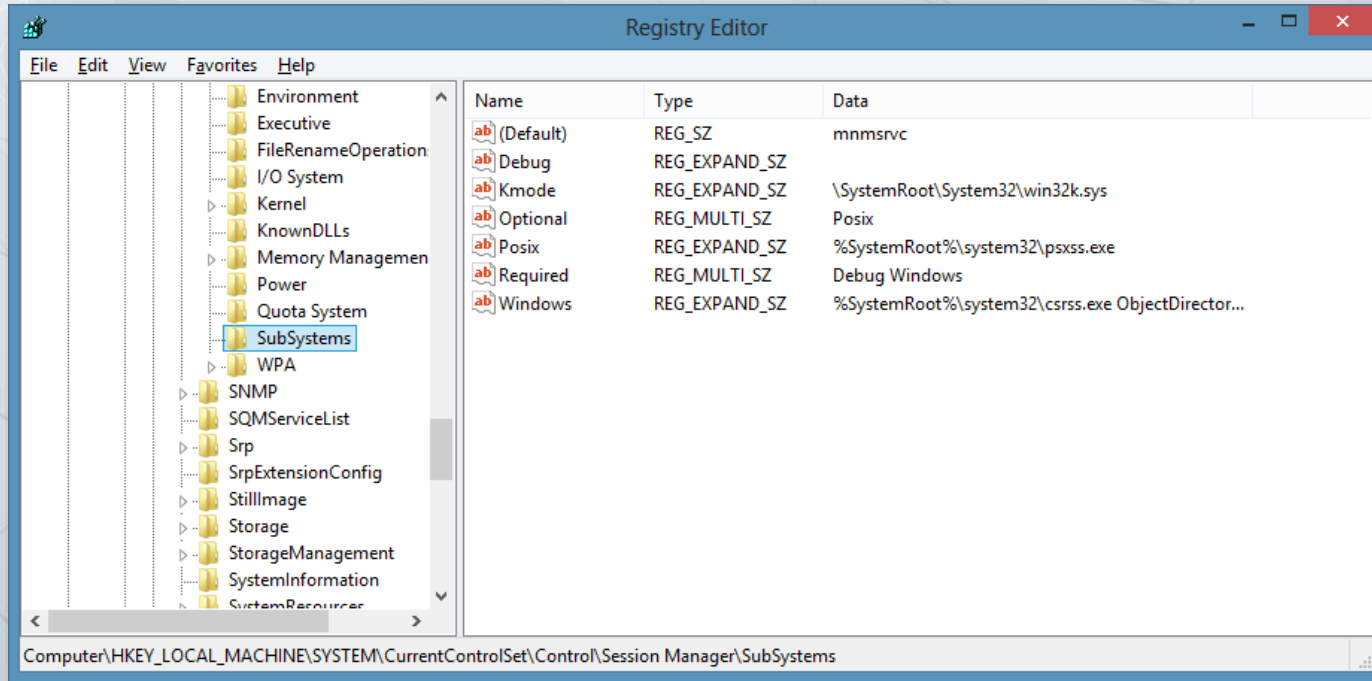 Registry Editor
File Edit View Favorites Help
Environment
Executive
FileRenameOperation
I/O System
Kernel
KnownDLLs
Memory Managemen
Power
Quota System
SubSystems
WPA
SNMP
SQMServiceList
Srp
SrpExtensionConfig
StillImage
Storage
StorageManagement
SystemInformation
SystemResources
Name Type Data
(Default) REG_SZ mnmsrvc
Debug REG_EXPAND_SZ
Kmode REG_EXPAND_SZ \SystemRoot\System32\win32k.sys
Optional REG_MULTI_SZ Posix
Posix REG_EXPAND_SZ %SystemRoot%\system32\psxss.exe
Required REG_MULTI_SZ Debug Windows
Windows REG_EXPAND_SZ %SystemRoot%\system32\csrss.exe ObjectDirector...
Computer\HKEY_LOCAL_MACHINE\SYSTEM\CurrentControlSet\Control\Session Manager\SubSystems